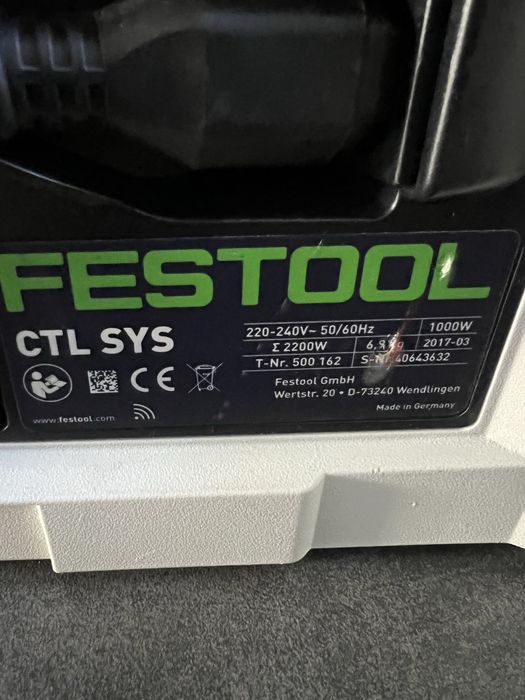 FESTOOL
CTL SYS
220-240V~ 50/60Hz 1000W
Σ 2200W 2017-03
T-Nr. 500 162 40643632
Festool GmbH
Wertstr. 20 • D-73240 Wendlingen
www.festool.com
Made in Germany